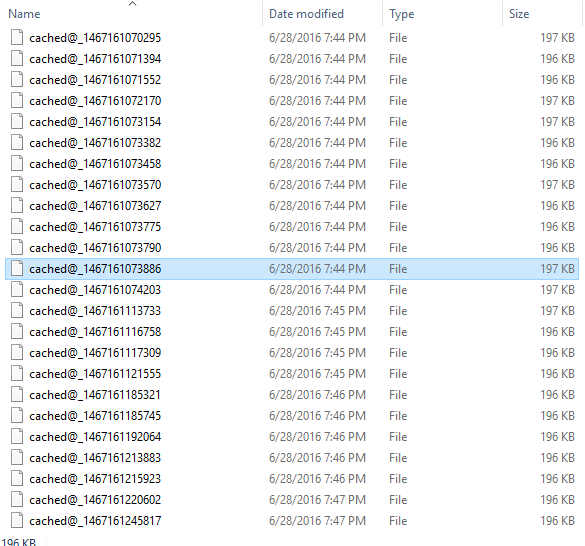 Name Date modified Type Size
cached@_1467161070295 6/28/2016 7:44 PM File 197 KB
cached@_1467161071394 6/28/2016 7:44 PM File 196 KB
cached@_1467161071552 6/28/2016 7:44 PM File 196 KB
cached@_1467161072170 6/28/2016 7:44 PM File 197 KB
cached@_1467161073154 6/28/2016 7:44 PM File 197 KB
cached@_1467161073382 6/28/2016 7:44 PM File 196 KB
cached@_1467161073458 6/28/2016 7:44 PM File 196 KB
cached@_1467161073570 6/28/2016 7:44 PM File 197 KB
cached@_1467161073627 6/28/2016 7:44 PM File 196 KB
cached@_1467161073775 6/28/2016 7:44 PM File 196 KB
cached@_1467161073790 6/28/2016 7:44 PM File 196 KB
cached@_1467161073886 6/28/2016 7:44 PM File 197 KB
cached@_1467161074203 6/28/2016 7:44 PM File 197 KB
cached@_1467161113733 6/28/2016 7:45 PM File 197 KB
cached@_1467161116758 6/28/2016 7:45 PM File 196 KB
cached@_1467161117309 6/28/2016 7:45 PM File 196 KB
cached@_1467161121555 6/28/2016 7:45 PM File 196 KB
cached@_1467161185321 6/28/2016 7:46 PM File 196 KB
cached@_1467161185745 6/28/2016 7:46 PM File 196 KB
cached@_1467161192064 6/28/2016 7:46 PM File 196 KB
cached@_1467161213883 6/28/2016 7:46 PM File 196 KB
cached@_1467161215923 6/28/2016 7:46 PM File 196 KB
cached@_1467161220602 6/28/2016 7:47 PM File 196 KB
cached@_1467161245817 6/28/2016 7:47 PM File 196 KB
196 KB